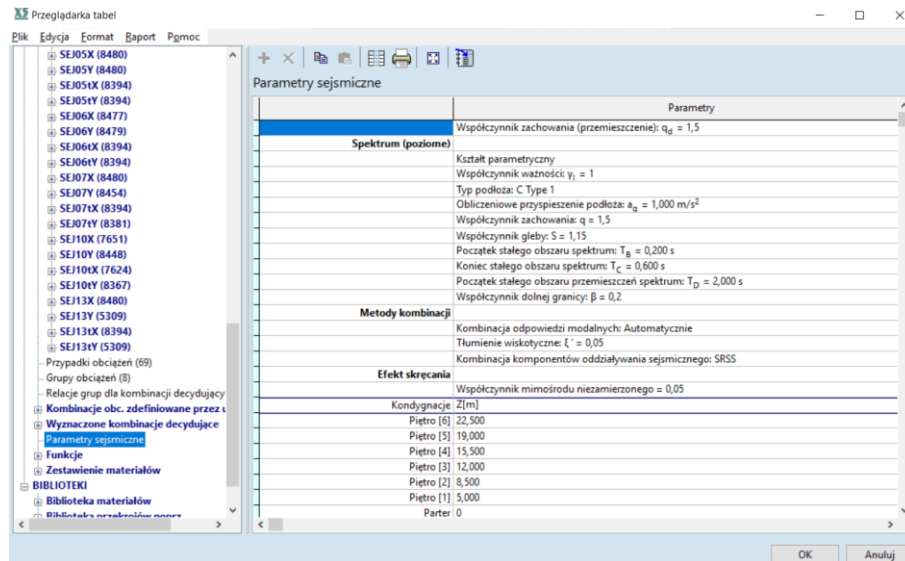 Przeglądarka tabel
Plik Edycja Format Raport Pomoc
SEJ05X (8480)
SEJ05Y (8480)
SEJ05tX (8394)
SEJ05tY (8394)
SEJ06X (8477)
SEJ06Y (8479)
SEJ06tX (8394)
SEJ06tY (8394)
SEJ07X (8480)
SEJ07Y (8454)
SEJ07tX (8394)
SEJ07tY (8381)
SEJ10X (7651)
SEJ10Y (8448)
SEJ10tX (7624)
SEJ10tY (8367)
SEJ13X (8480)
SEJ13Y (5309)
SEJ13tX (8394)
SEJ13tY (5309)
Przypadki obciążeń (69)
Grupy obciążeń (8)
Relacje grup dla kombinacji decydujący
Kombinacje obc. zdefiniowane przez u
Wyznaczone kombinacje decydujące
Parametry sejsmiczne
Funkcje
Zestawienie materiałów
BIBLIOTEKI
Biblioteka materiałów
Biblioteka przekrojów poprz
Parametry sejsmiczne
Parametry
Współczynnik zachowania (przemieszczenie): qd = 1,5
Spektrum (poziome)
Kształt parametryczny
Współczynnik ważności: γI = 1
Typ podłoża: C Type 1
Obliczeniowe przyspieszenie podłoża: ag = 1,000 m/s²
Współczynnik zachowania: q = 1,5
Współczynnik gleby: S = 1,15
Początek stałego obszaru spektrum: TB = 0,200 s
Koniec stałego obszaru spektrum: TC = 0,600 s
Początek stałego obszaru przemieszczeń spektrum: TD = 2,000 s
Współczynnik dolnej granicy: β = 0,2
Metody kombinacji
Kombinacja odpowiedzi modalnych: Automatycznie
Tłumienie wiskotyczne: ξ' = 0,05
Kombinacja komponentów oddziaływania sejsmicznego: SRSS
Efekt skręcania
Współczynnik mimośrodu niezamierzonego = 0,05
Kondygnacje Z[m]
Piętro [6] 22,500
Piętro [5] 19,000
Piętro [4] 15,500
Piętro [3] 12,000
Piętro [2] 8,500
Piętro [1] 5,000
Parter 0
OK Anuluj